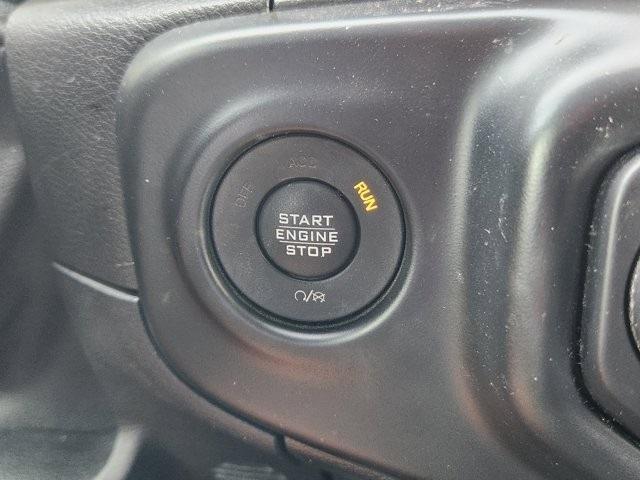 OFF ACC RUN
START
ENGINE
STOP